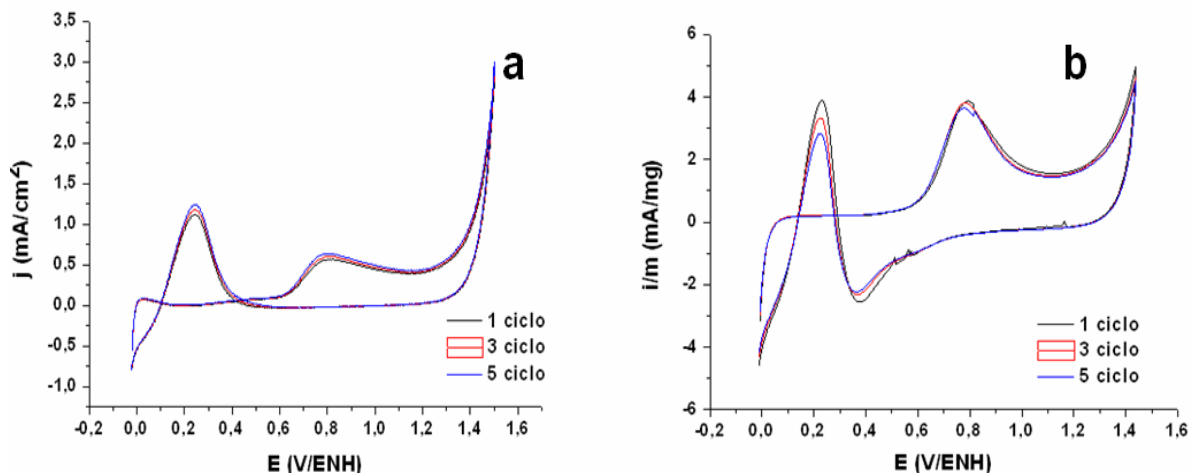 a
j (mA/cm²)
3,5
3,0
2,5
2,0
1,5
1,0
0,5
0,0
-0,5
-1,0
1 ciclo
3 ciclo
5 ciclo
-0,2 0,0 0,2 0,4 0,6 0,8 1,0 1,2 1,4 1,6
E (V/ENH)
b
i/m (mA/mg)
6
4
2
0
-2
-4
-6
1 ciclo
3 ciclo
5 ciclo
-0,2 0,0 0,2 0,4 0,6 0,8 1,0 1,2 1,4 1,6
E (V/ENH)